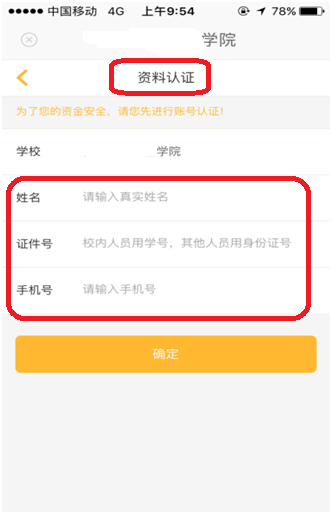 中国移动 4G 上午9:54 78%
学院
资料认证
为了您的资金安全，请您先进行账号认证！
学校 学院
姓名 请输入真实姓名
证件号 校内人员用学号，其他人员用身份证号
手机号 请输入手机号
确定